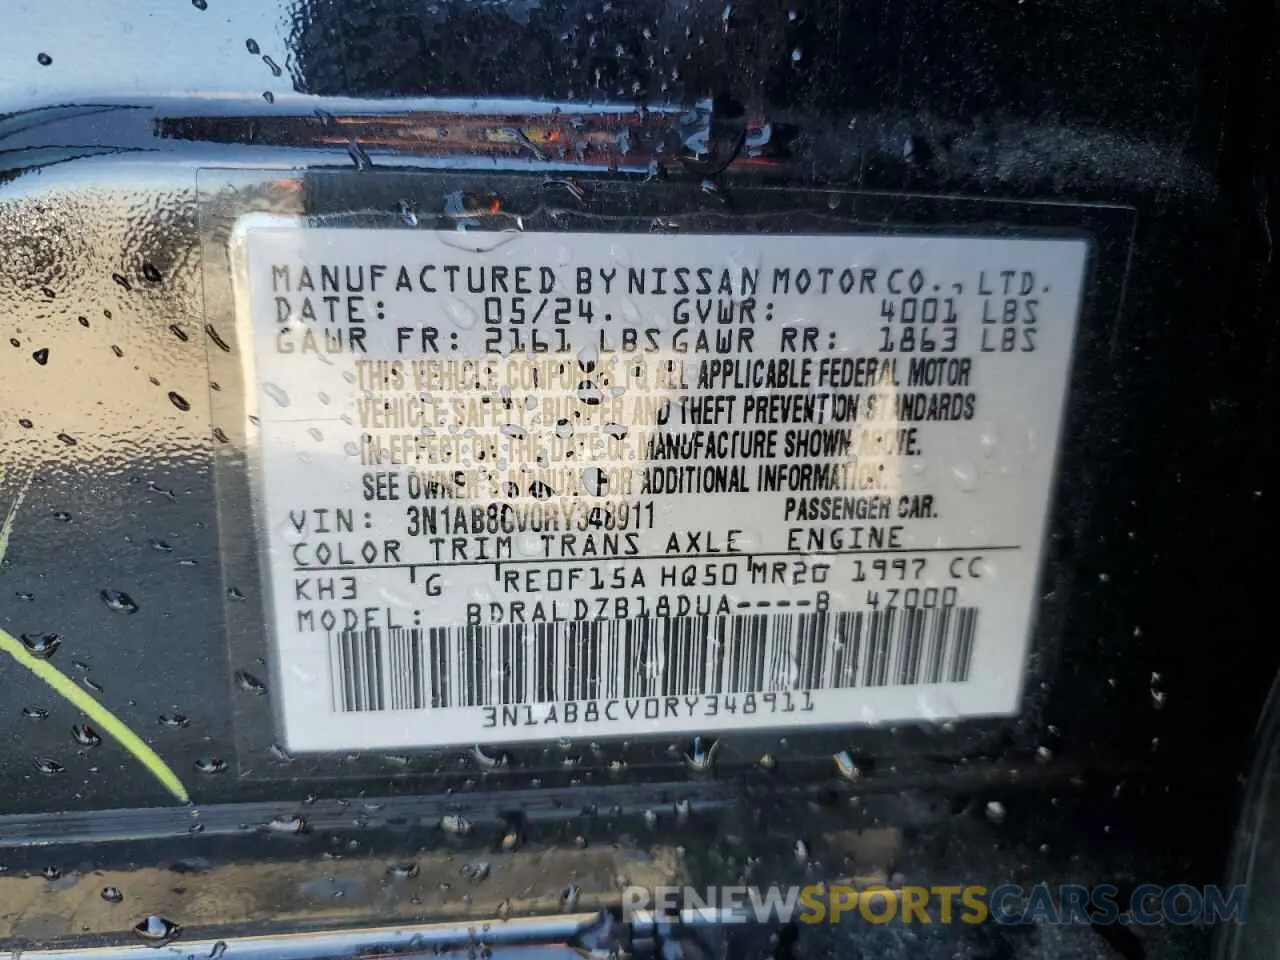 MANUFACTURED BY NISSAN MOTOR CO., LTD.
DATE: 05/24. GVWR: 4001 LBS
GAWR FR: 2161 LBS GAWR RR: 1863 LBS
THIS VEHICLE CONFORMS TO ALL APPLICABLE FEDERAL MOTOR
VEHICLE SAFETY, BUMPER AND THEFT PREVENTION STANDARDS
IN EFFECT ON THE DATE OF MANUFACTURE SHOWN ABOVE.
SEE OWNER'S MANUAL FOR ADDITIONAL INFORMATION.
VIN: 3N1AB8CV0RY348911 PASSENGER CAR.
COLOR TRIM TRANS AXLE ENGINE
KH3 G RE0F15A HQ50 MR20 1997 CC
MODEL: BDRALDZB18DUA----B 4Z000
3N1AB8CV0RY348911
RENEWSPORTSCARS.COM